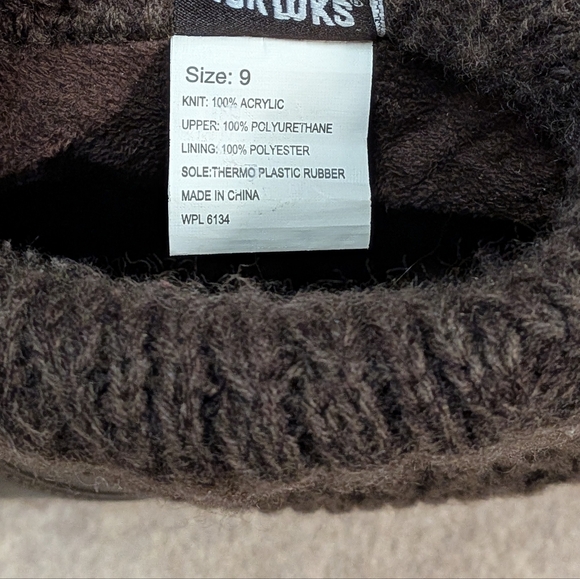 LUKS®
Size: 9
KNIT: 100% ACRYLIC
UPPER: 100% POLYURETHANE
LINING: 100% POLYESTER
SOLE:THERMO PLASTIC RUBBER
MADE IN CHINA
WPL 6134